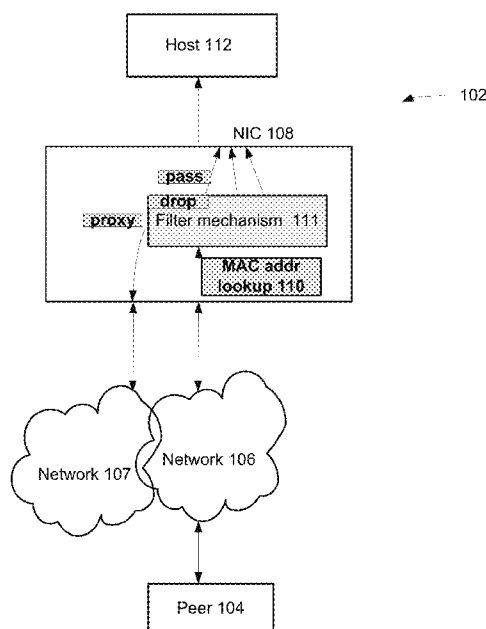 Host 112
102
NIC 108
pass
drop
proxy
Filter mechanism 111
MAC addr
lookup 110
Network 106
Network 107
Peer 104